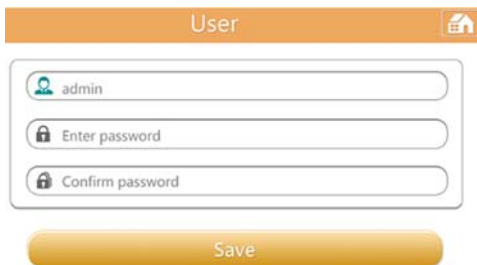 User
admin
Enter password
Confirm password
Save